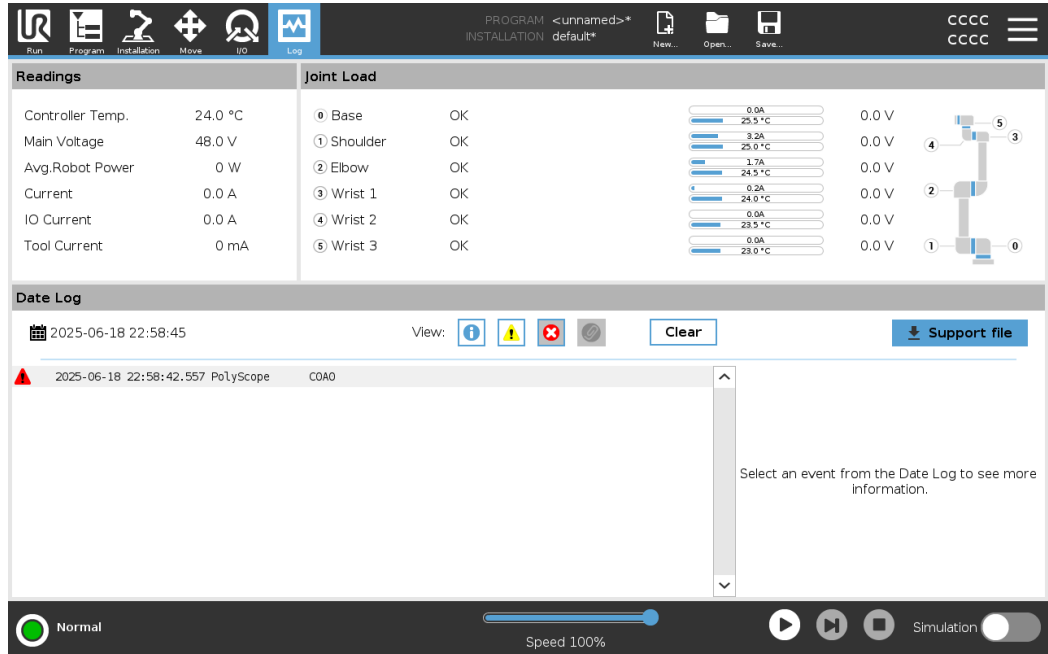 PROGRAM <unnamed>*
INSTALLATION default*
CCCC
CCCC
Run Program Installation Move I/O Log New... Open... Save...
Readings
Controller Temp. 24.0 °C
Main Voltage 48.0 V
Avg.Robot Power 0 W
Current 0.0 A
IO Current 0.0 A
Tool Current 0 mA
Joint Load
0 Base OK 0.0A 25.5 °C 0.0 V
1 Shoulder OK 3.2A 25.0 °C 0.0 V
2 Elbow OK 1.7A 24.5 °C 0.0 V
3 Wrist 1 OK 0.2A 24.0 °C 0.0 V
4 Wrist 2 OK 0.0A 23.5 °C 0.0 V
5 Wrist 3 OK 0.0A 23.0 °C 0.0 V
5
3
4
2
1 0
Date Log
2025-06-18 22:58:45 View: Clear Support file
2025-06-18 22:58:42.557 PolyScope C0A0
Select an event from the Date Log to see more
information.
Normal
Speed 100%
Simulation